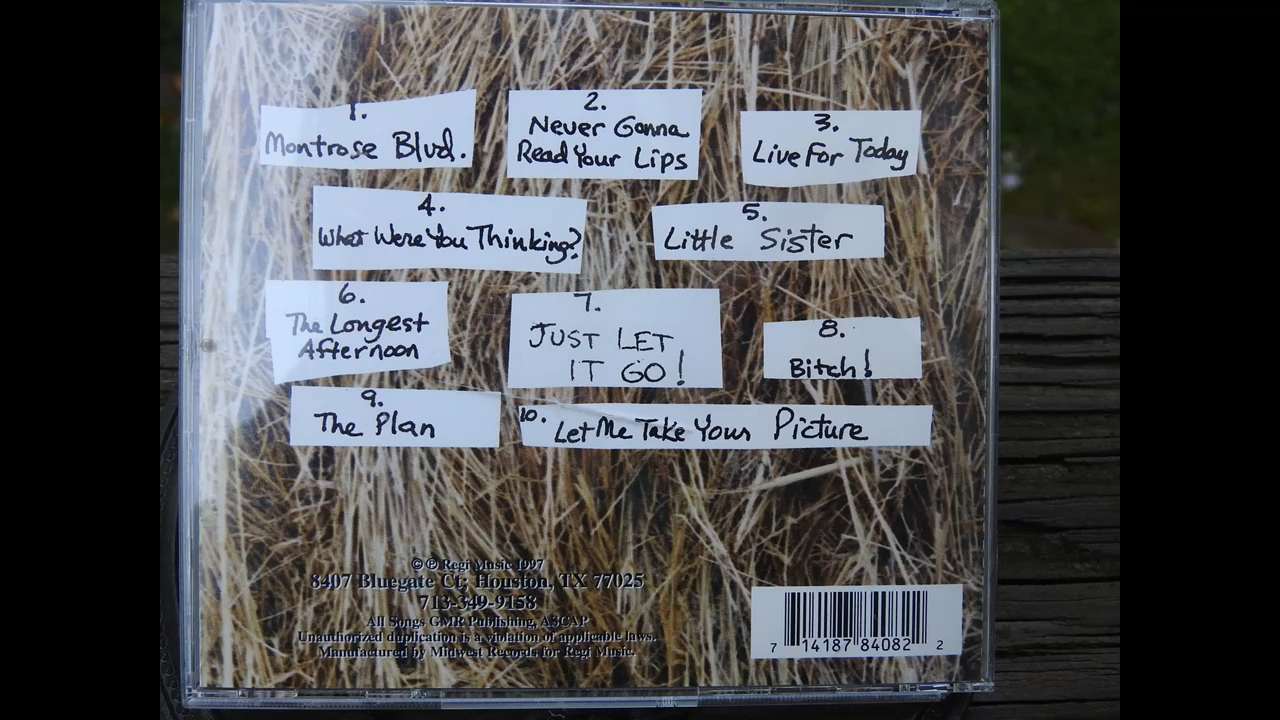 1.
Montrose Blvd.
2.
Never Gonna
Read Your Lips
3.
Live For Today
4.
What Were You Thinking?
5.
Little Sister
6.
The Longest
Afternoon
7.
JUST LET
IT GO!
8.
Bitch!
9.
The Plan
10. Let Me Take Your Picture
© ℗ Regi Music 1997
8407 Bluegate Ct; Houston, TX 77025
713-349-9158
All Songs GMR Publishing, ASCAP
Unauthorized duplication is a violation of applicable laws.
Manufactured by Midwest Records for Regi Music.
7 14187 84082 2